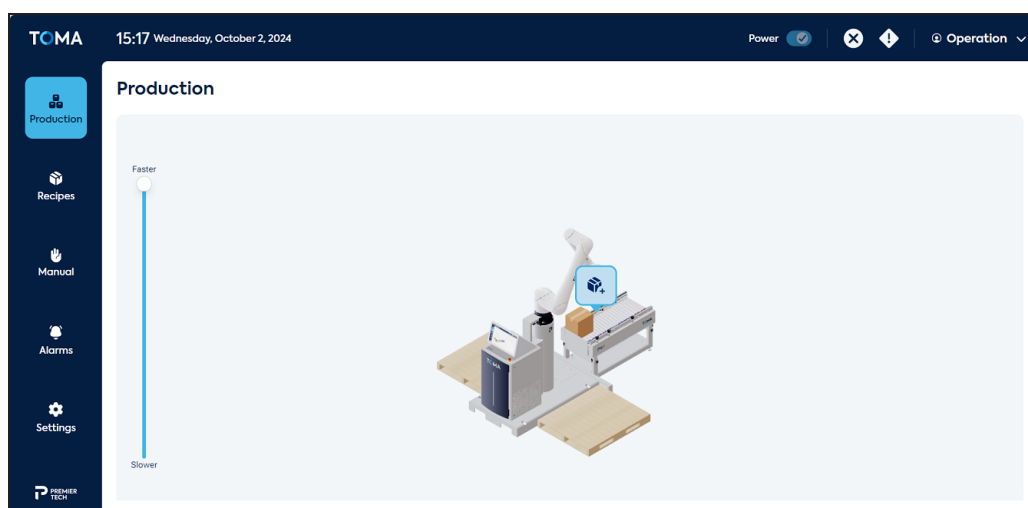 TOMA
15:17 Wednesday, October 2, 2024
Power
Operation
Production
Production
Faster
Recipes
Manual
Alarms
Settings
Slower
PREMIER
TECH
TOMA